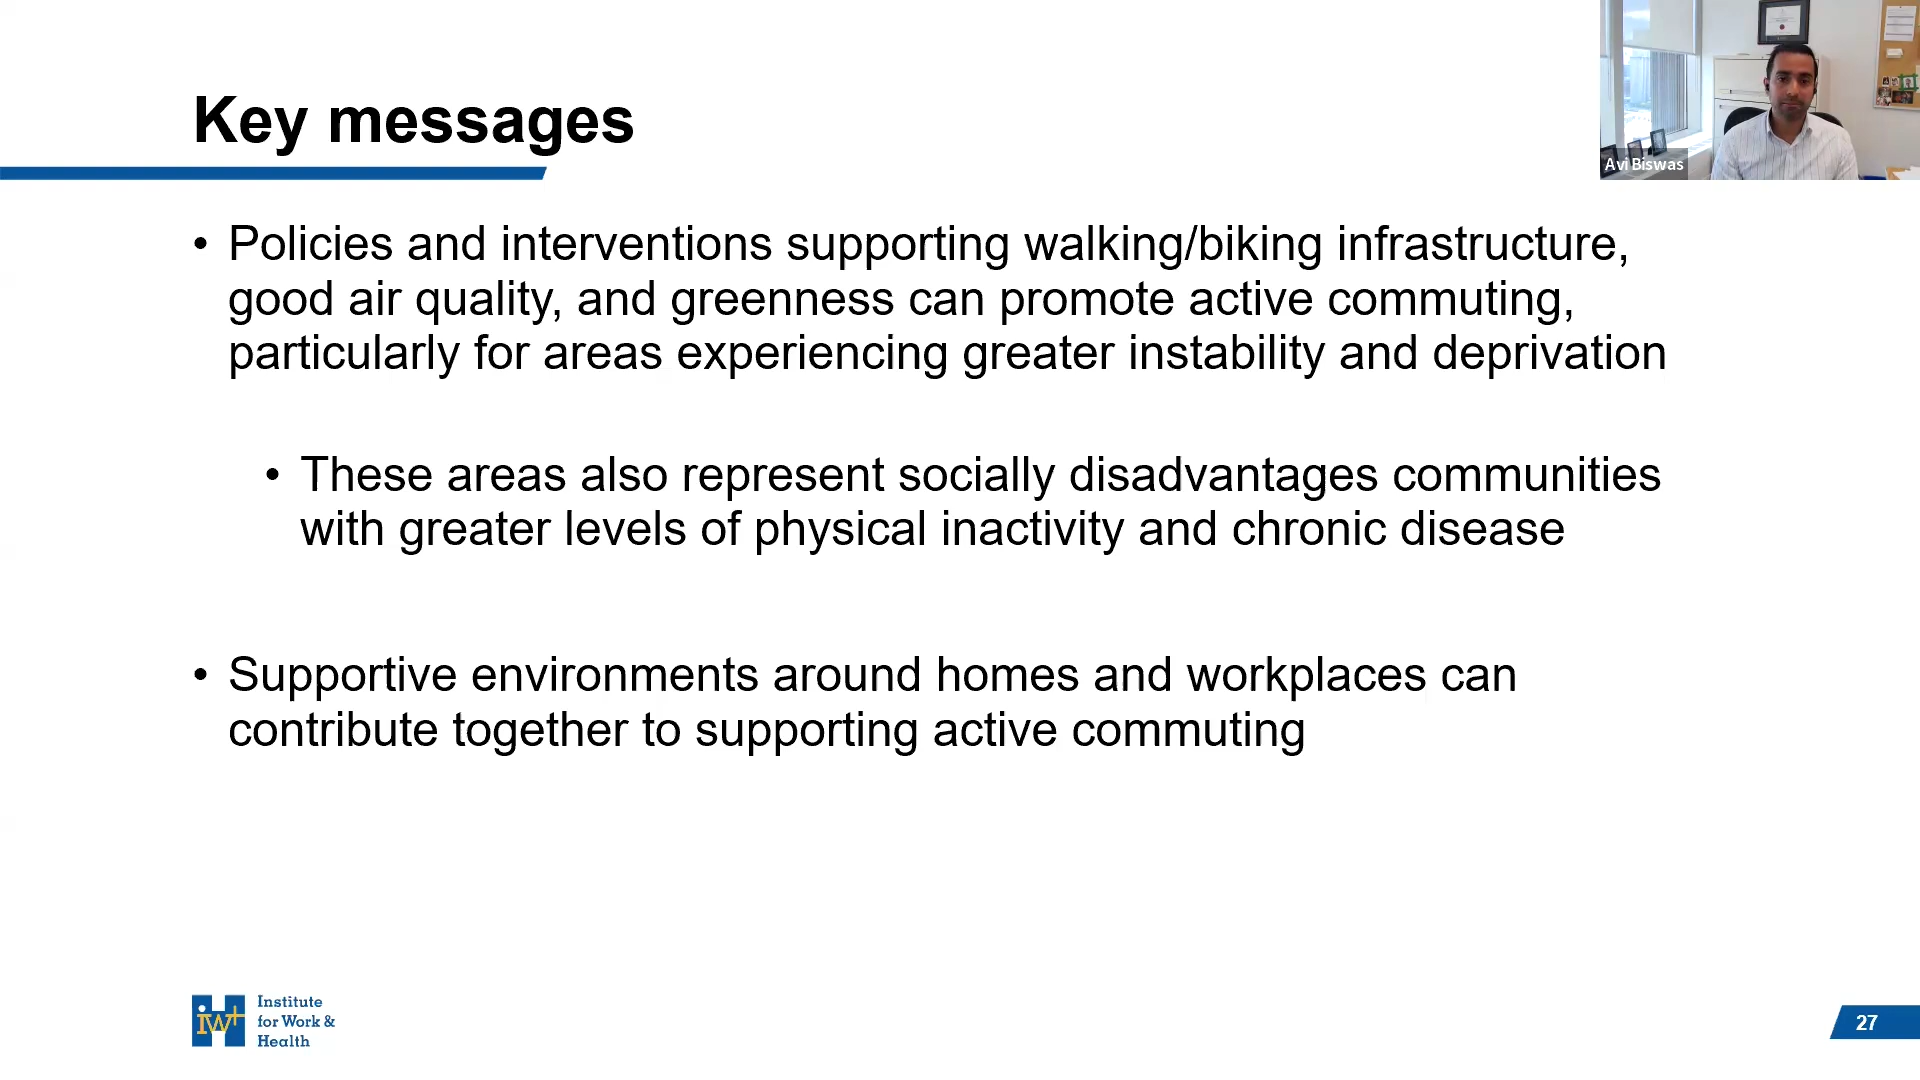 Key messages
Avi Biswas
• Policies and interventions supporting walking/biking infrastructure,
good air quality, and greenness can promote active commuting,
particularly for areas experiencing greater instability and deprivation
• These areas also represent socially disadvantages communities
with greater levels of physical inactivity and chronic disease
• Supportive environments around homes and workplaces can
contribute together to supporting active commuting
iw+
Institute
for Work &
Health
27